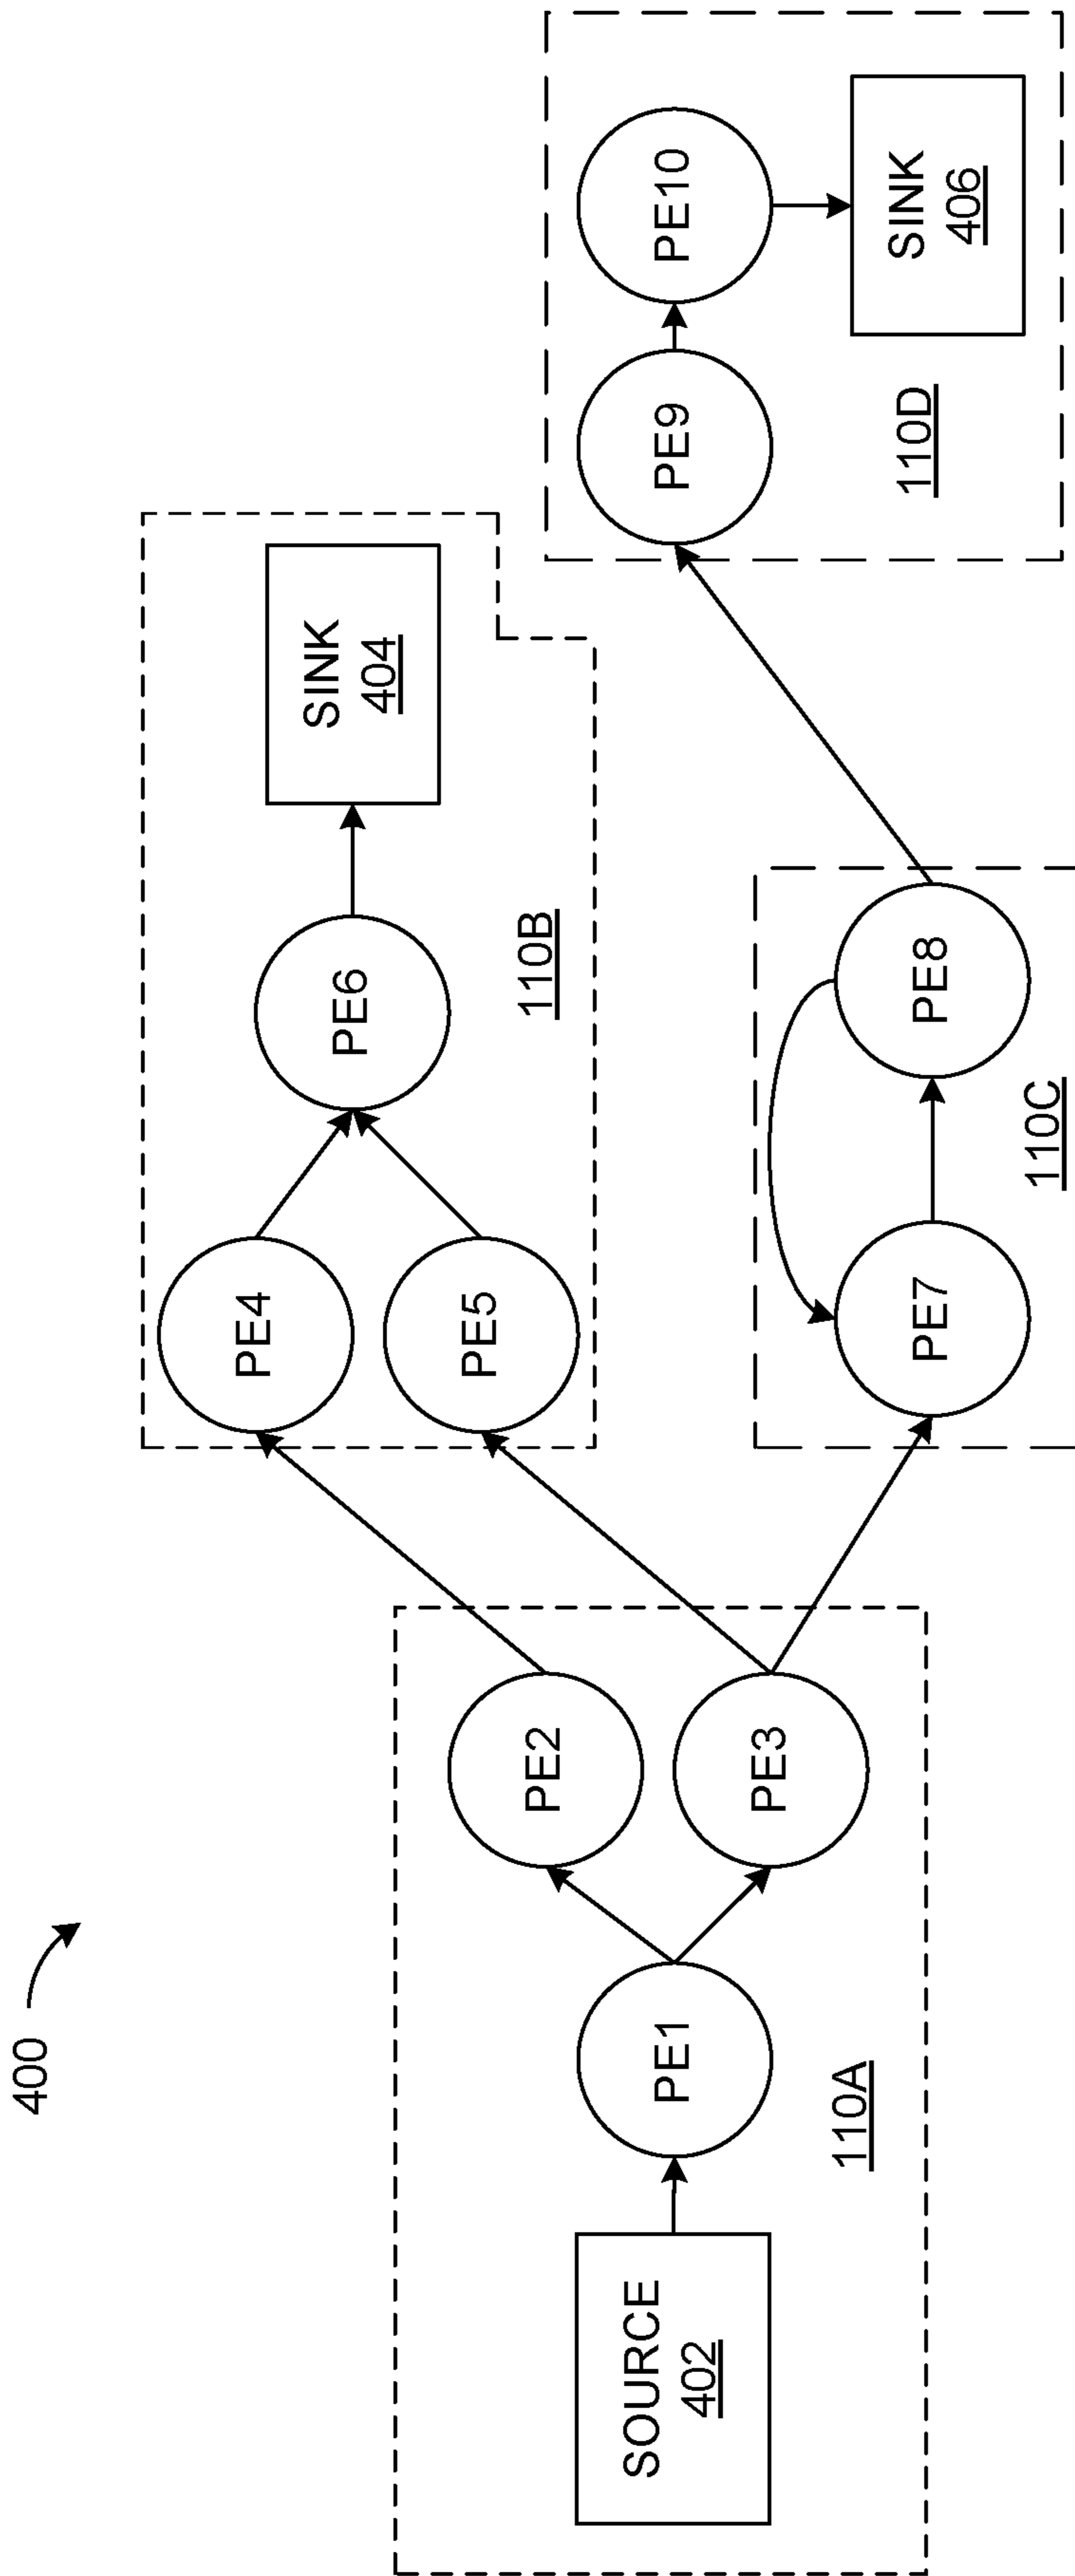 400
SOURCE
402
PE1
110A
PE2
PE3
PE4
PE5
PE6
SINK
404
110B
PE7
PE8
110C
PE9
PE10
SINK
406
110D